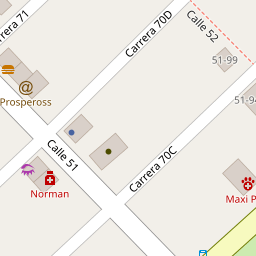 Carrera 71
Carrera 70D
Calle 52
51-99
@
Prospeross
51-94
Calle 51
Carrera 70C
Norman
Maxi P